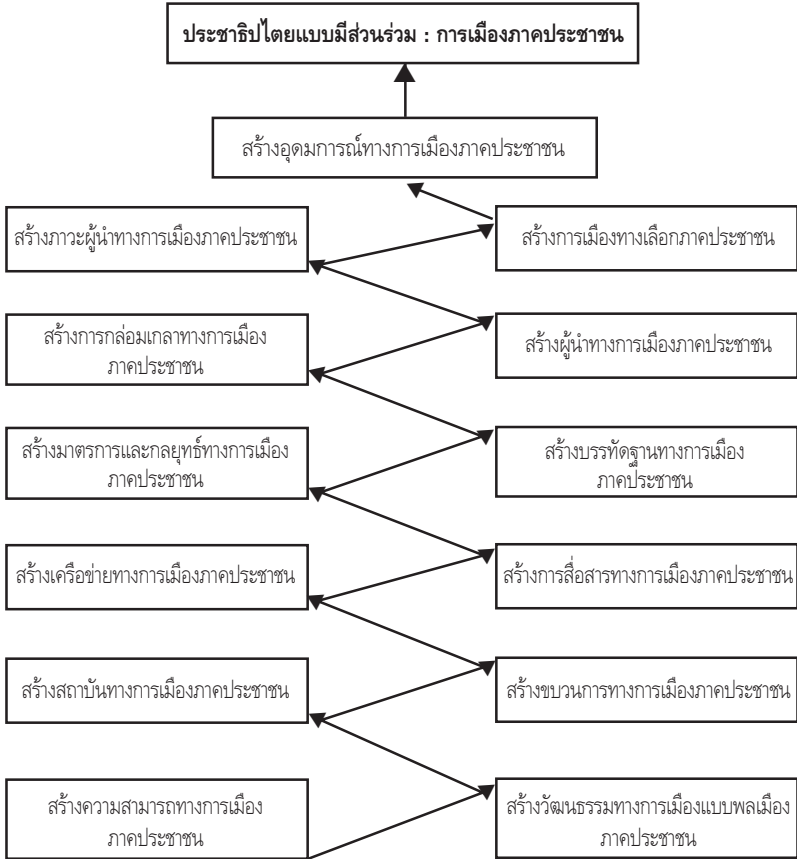 ประชาธิปไตยแบบมีส่วนร่วม : การเมืองภาคประชาชน
สร้างอุดมการณ์ทางการเมืองภาคประชาชน
สร้างภาวะผู้นำทางการเมืองภาคประชาชน
สร้างการเมืองทางเลือกภาคประชาชน
สร้างการกล่อมเกลาทางการเมือง
ภาคประชาชน
สร้างผู้นำทางการเมืองภาคประชาชน
สร้างมาตรการและกลยุทธ์ทางการเมือง
ภาคประชาชน
สร้างบรรทัดฐานทางการเมือง
ภาคประชาชน
สร้างเครือข่ายทางการเมืองภาคประชาชน
สร้างการสื่อสารทางการเมืองภาคประชาชน
สร้างสถาบันทางการเมืองภาคประชาชน
สร้างขบวนการทางการเมืองภาคประชาชน
สร้างความสามารถทางการเมือง
ภาคประชาชน
สร้างวัฒนธรรมทางการเมืองแบบพลเมือง
ภาคประชาชน